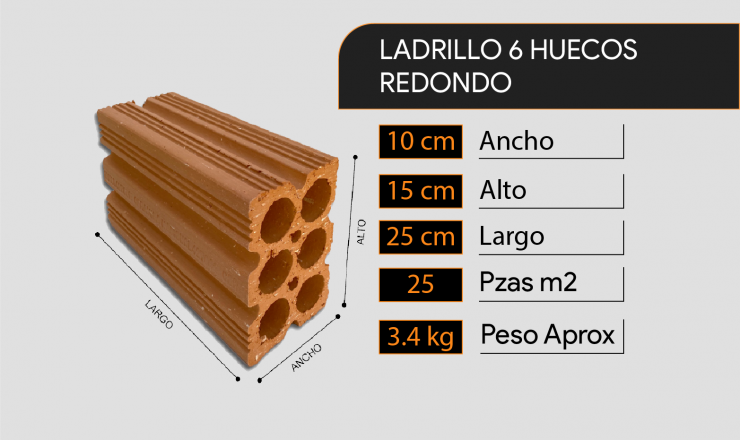 LADRILLO 6 HUECOS
REDONDO
10 cm Ancho
15 cm Alto
25 cm Largo
25 Pzas m2
3.4 kg Peso Aprox
ALTO
LARGO
ANCHO